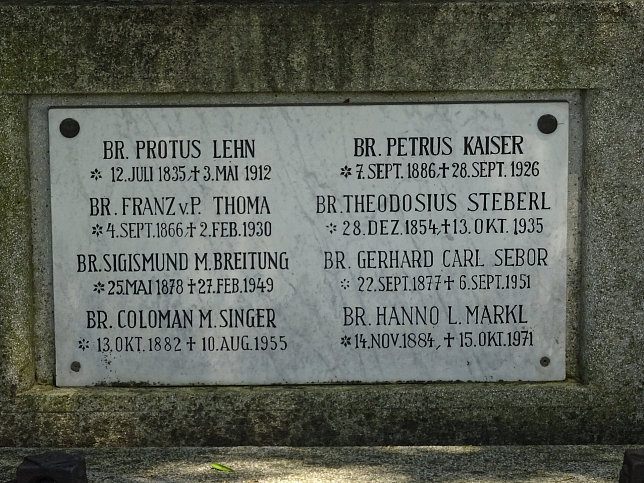 BR. PROTUS LEHN
* 12. JULI 1835 ✝ 3. MAI 1912
BR. FRANZ v. P. THOMA
* 4. SEPT. 1866 ✝ 2. FEB. 1930
BR. SIGISMUND M. BREITUNG
* 25. MAI 1878 ✝ 27. FEB. 1949
BR. COLOMAN M. SINGER
* 13. OKT. 1882 ✝ 10. AUG. 1955
BR. PETRUS KAISER
* 7. SEPT. 1886 ✝ 28. SEPT. 1926
BR. THEODOSIUS STEBERL
* 28. DEZ. 1854, ✝ 13. OKT. 1935
BR. GERHARD CARL SEBOR
* 22. SEPT. 1877 ✝ 6. SEPT. 1951
BR. HANNO L. MARKL
* 14. NOV. 1884, ✝ 15. OKT. 1971